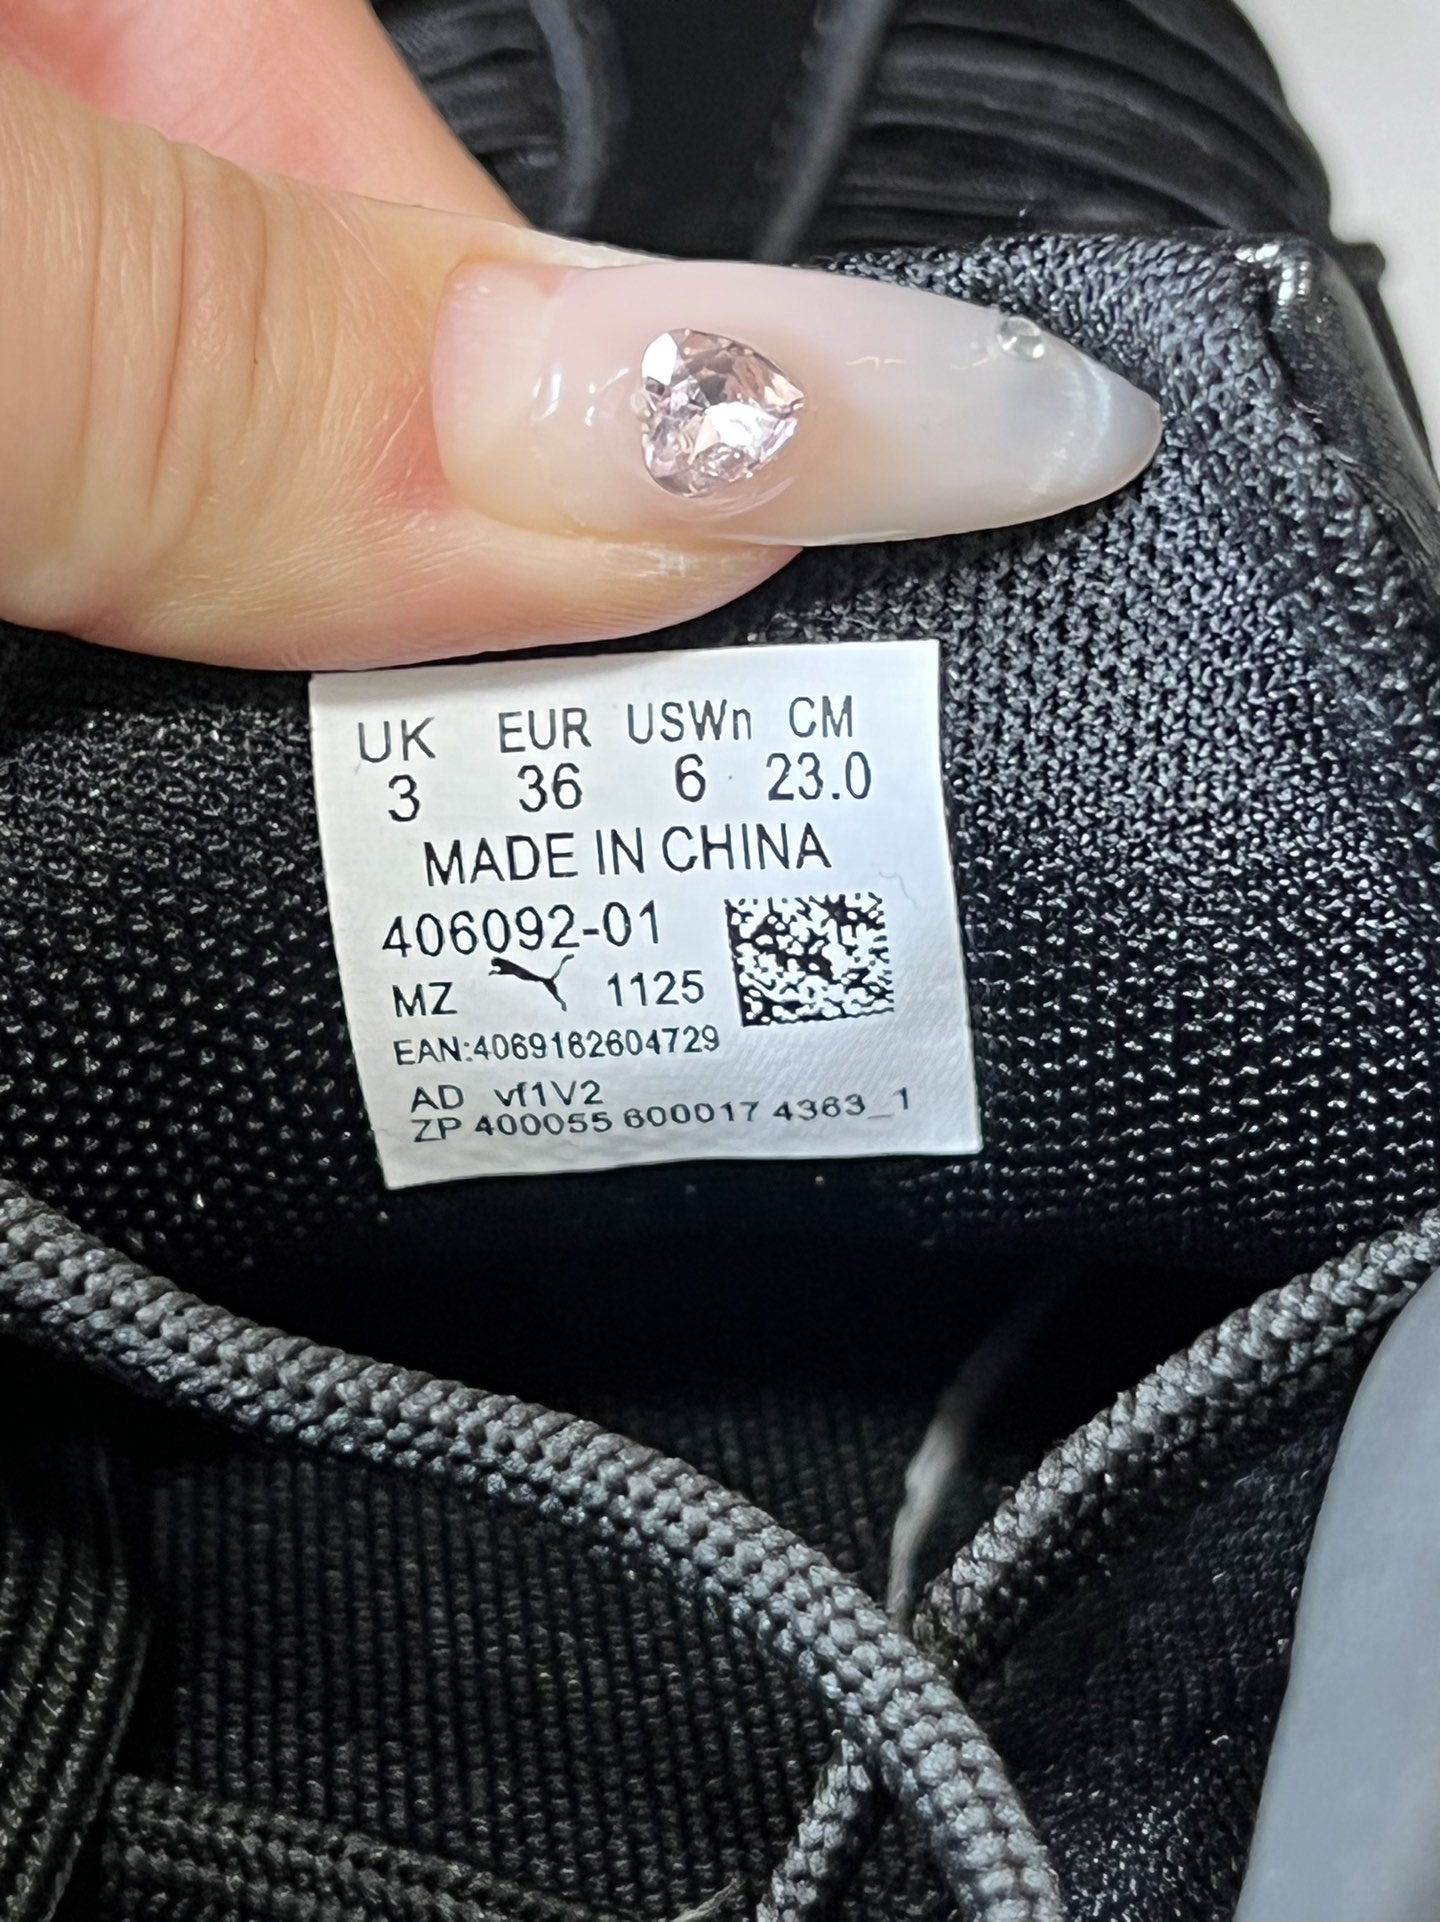 UK EUR USWn CM
3 36 6 23.0
MADE IN CHINA
406092-01
MZ 1125
EAN:4069162604729
AD vf1V2
ZP 400055 600017 4363_1